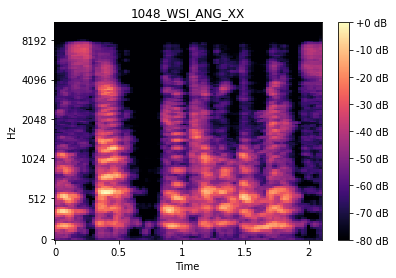 1048_WSI_ANG_XX
+0 dB
8192
-10 dB
4096
-20 dB
-30 dB
2048
-40 dB
Hz
1024
-50 dB
512
-60 dB
-70 dB
0
-80 dB
0 0.5 1 1.5 2
Time